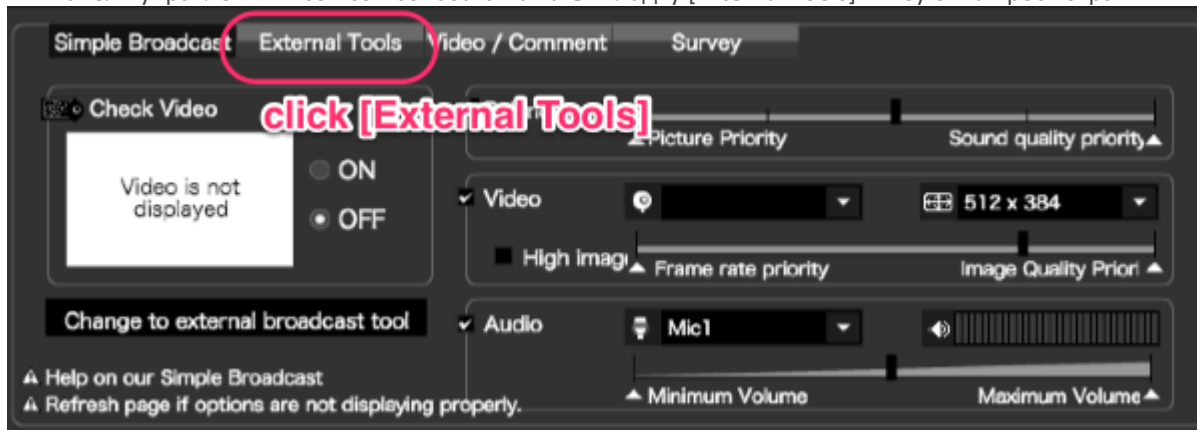 Simple Broadcast External Tools Video / Comment Survey
Check Video
click [External Tools]
Picture Priority Sound quality priority
Video is not
displayed
ON
OFF
Video 512 x 384
High imag
Frame rate priority Image Quality Priori
Change to external broadcast tool
Audio Mic1
Minimum Volume Maximum Volume
Help on our Simple Broadcast
Refresh page if options are not displaying properly.